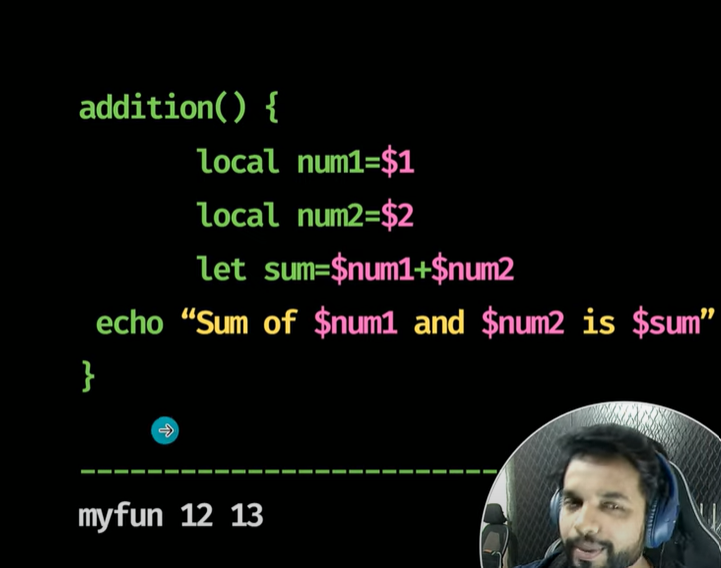 addition() {
local num1=$1
local num2=$2
let sum=$num1+$num2
echo “Sum of $num1 and $num2 is $sum”
}
---------------------------
myfun 12 13